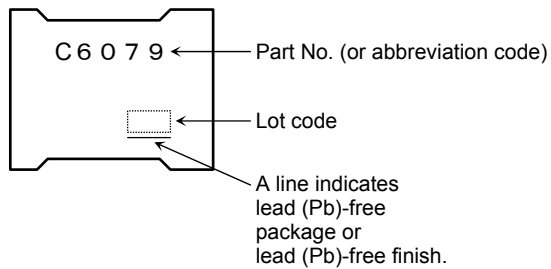 C6079
Part No. (or abbreviation code)
Lot code
A line indicates
lead (Pb)-free
package or
lead (Pb)-free finish.